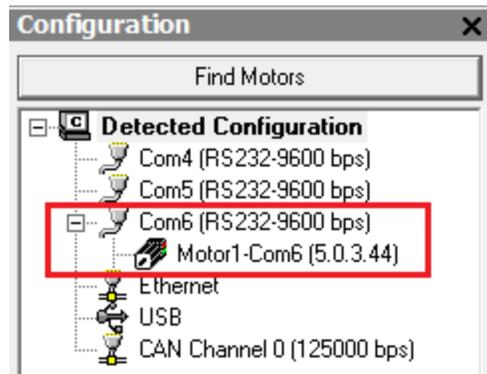 Configuration
Find Motors
Detected Configuration
Com4 (RS232-9600 bps)
Com5 (RS232-9600 bps)
Com6 (RS232-9600 bps)
Motor1-Com6 (5.0.3.44)
Ethernet
USB
CAN Channel 0 (125000 bps)